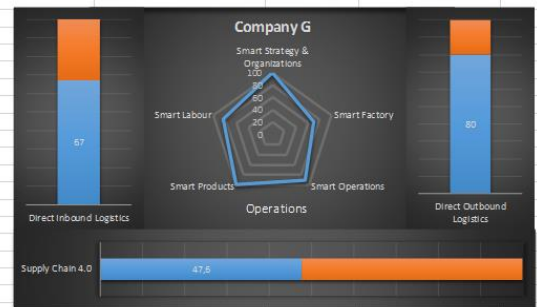 Company G
Smart Strategy &
Organizations
100
80
60
40
20
0
Smart Labour
Smart Factory
Smart Products
Smart Operations
Operations
67
Direct Inbound Logistics
80
Direct Outbound
Logistics
Supply Chain 4.0
47,6